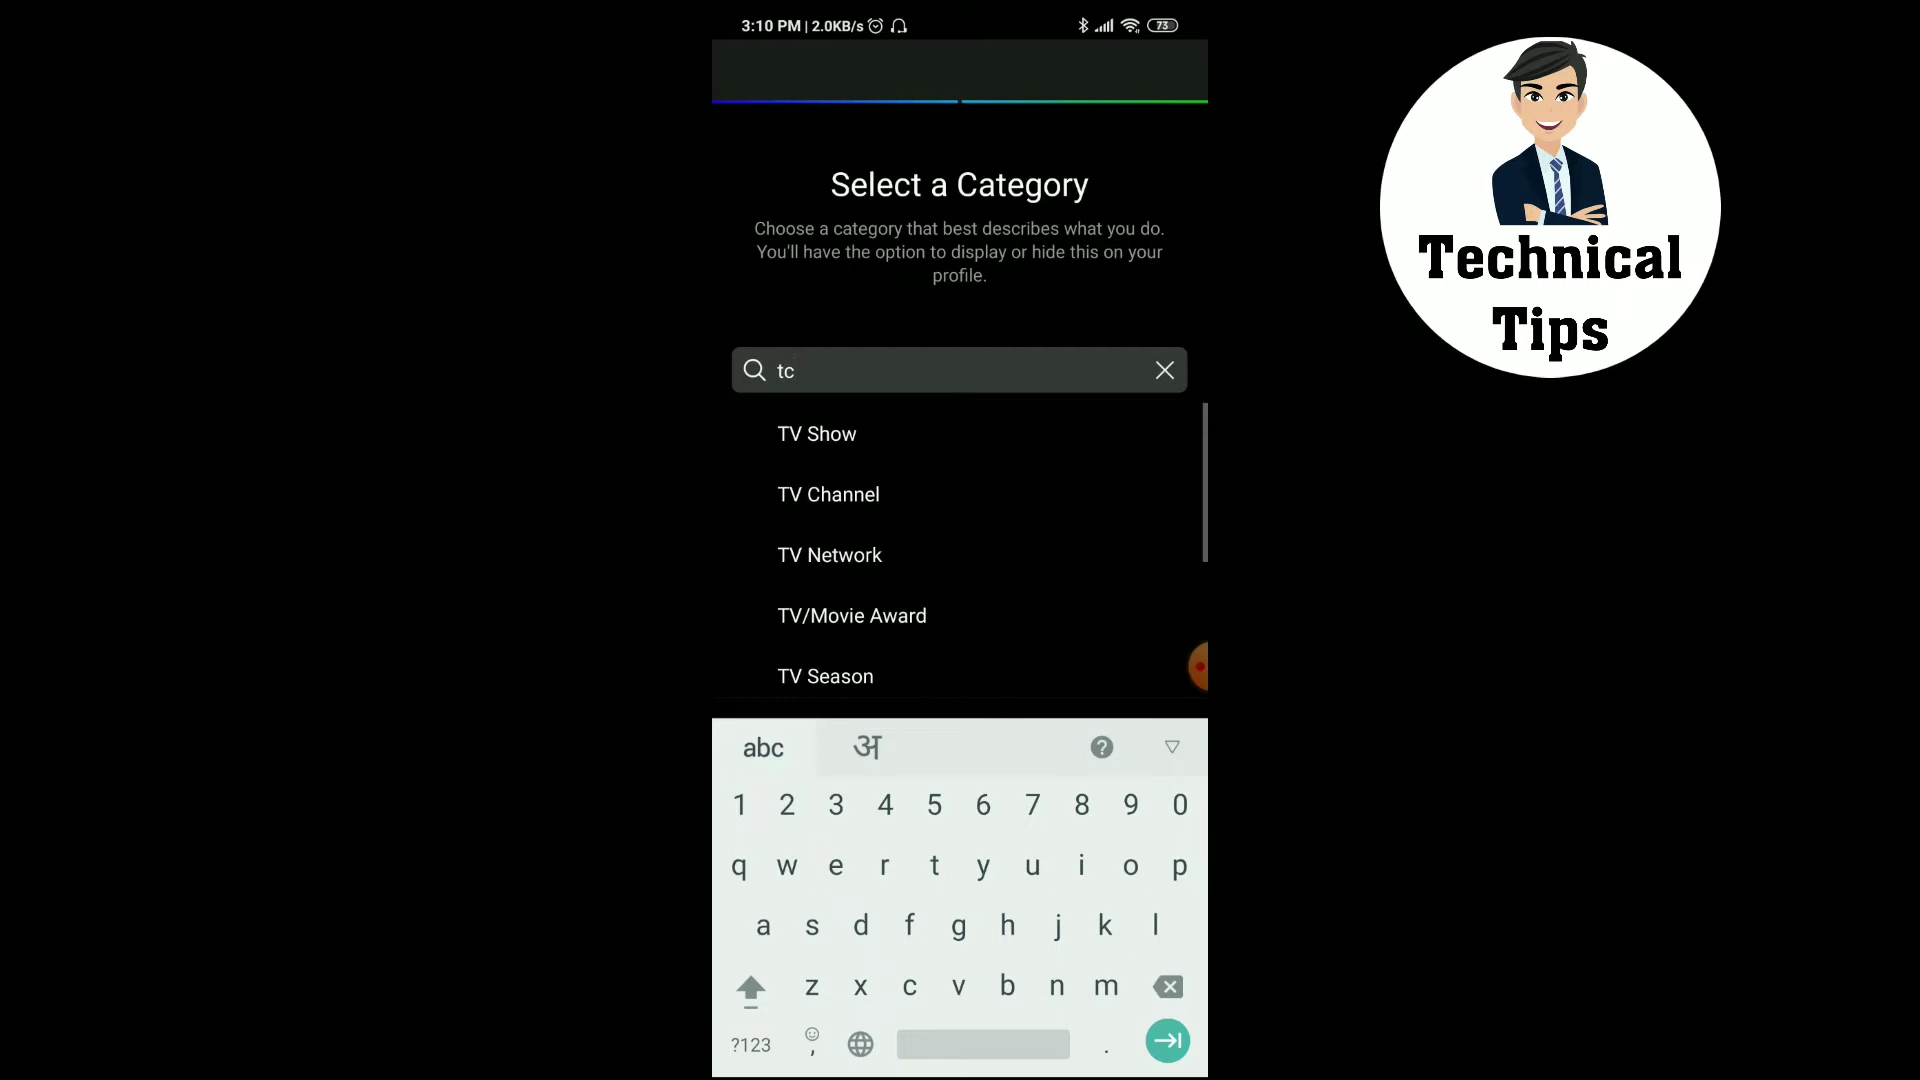 3:10 PM | 2.0KB/s
73
Select a Category
Choose a category that best describes what you do.
You'll have the option to display or hide this on your
profile.
tc
TV Show
TV Channel
TV Network
TV/Movie Award
TV Season
abc अ ?
1 2 3 4 5 6 7 8 9 0
q w e r t y u i o p
a s d f g h j k l
z x c v b n m
?123 , .
Technical
Tips